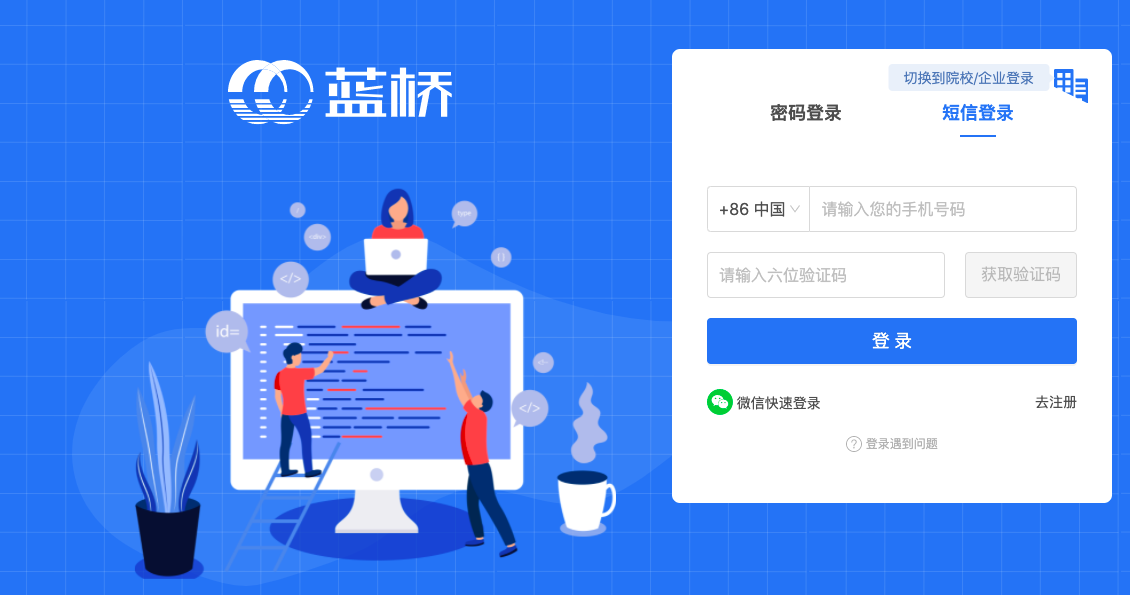 蓝桥
切换到院校/企业登录
密码登录
短信登录
+86 中国
请输入您的手机号码
请输入六位验证码
获取验证码
登 录
微信快速登录
去注册
? 登录遇到问题
type
</>
id=
</>